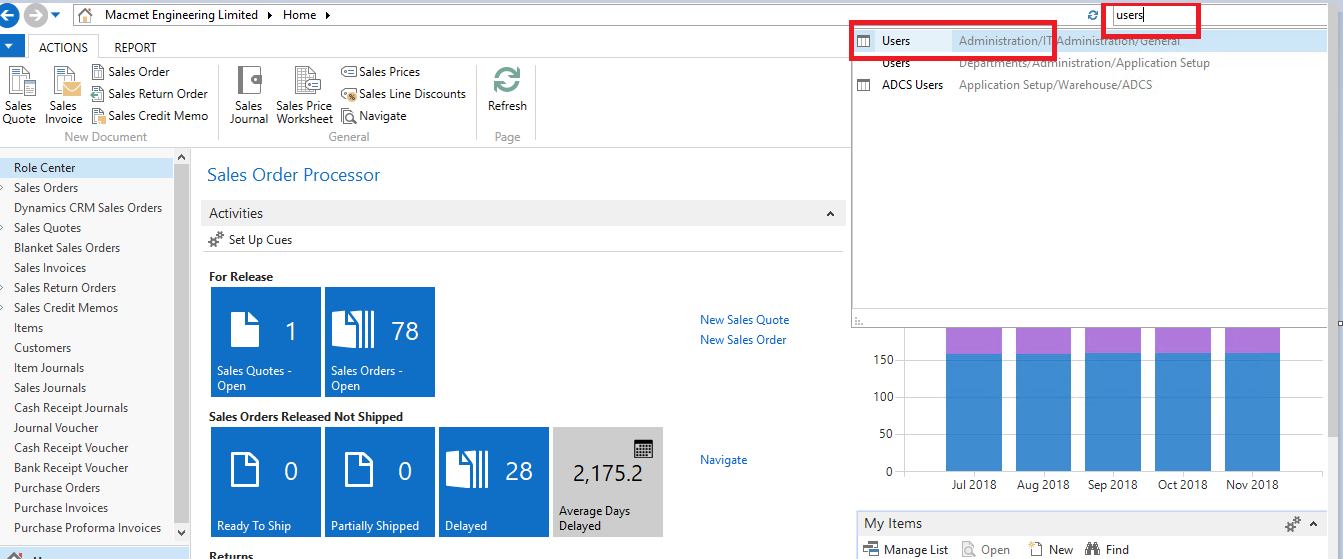 Macmet Engineering Limited Home
users
ACTIONS REPORT
Users Administration/IT Administration/General
Users Departments/Administration/Application Setup
ADCS Users Application Setup/Warehouse/ADCS
Sales Quote
Sales Invoice
Sales Order
Sales Return Order
Sales Credit Memo
New Document
Sales Journal
Sales Price Worksheet
Sales Prices
Sales Line Discounts
Navigate
General
Refresh
Page
Role Center
Sales Orders
Dynamics CRM Sales Orders
Sales Quotes
Blanket Sales Orders
Sales Invoices
Sales Return Orders
Sales Credit Memos
Items
Customers
Item Journals
Sales Journals
Cash Receipt Journals
Journal Voucher
Cash Receipt Voucher
Bank Receipt Voucher
Purchase Orders
Purchase Invoices
Purchase Proforma Invoices
Sales Order Processor
Activities
Set Up Cues
For Release
1
Sales Quotes -
Open
78
Sales Orders -
Open
New Sales Quote
New Sales Order
Sales Orders Released Not Shipped
0
Ready To Ship
0
Partially Shipped
28
Delayed
2,175.2
Average Days
Delayed
Navigate
Returns
150
100
50
0
Jul 2018 Aug 2018 Sep 2018 Oct 2018 Nov 2018
My Items
Manage List Open New Find